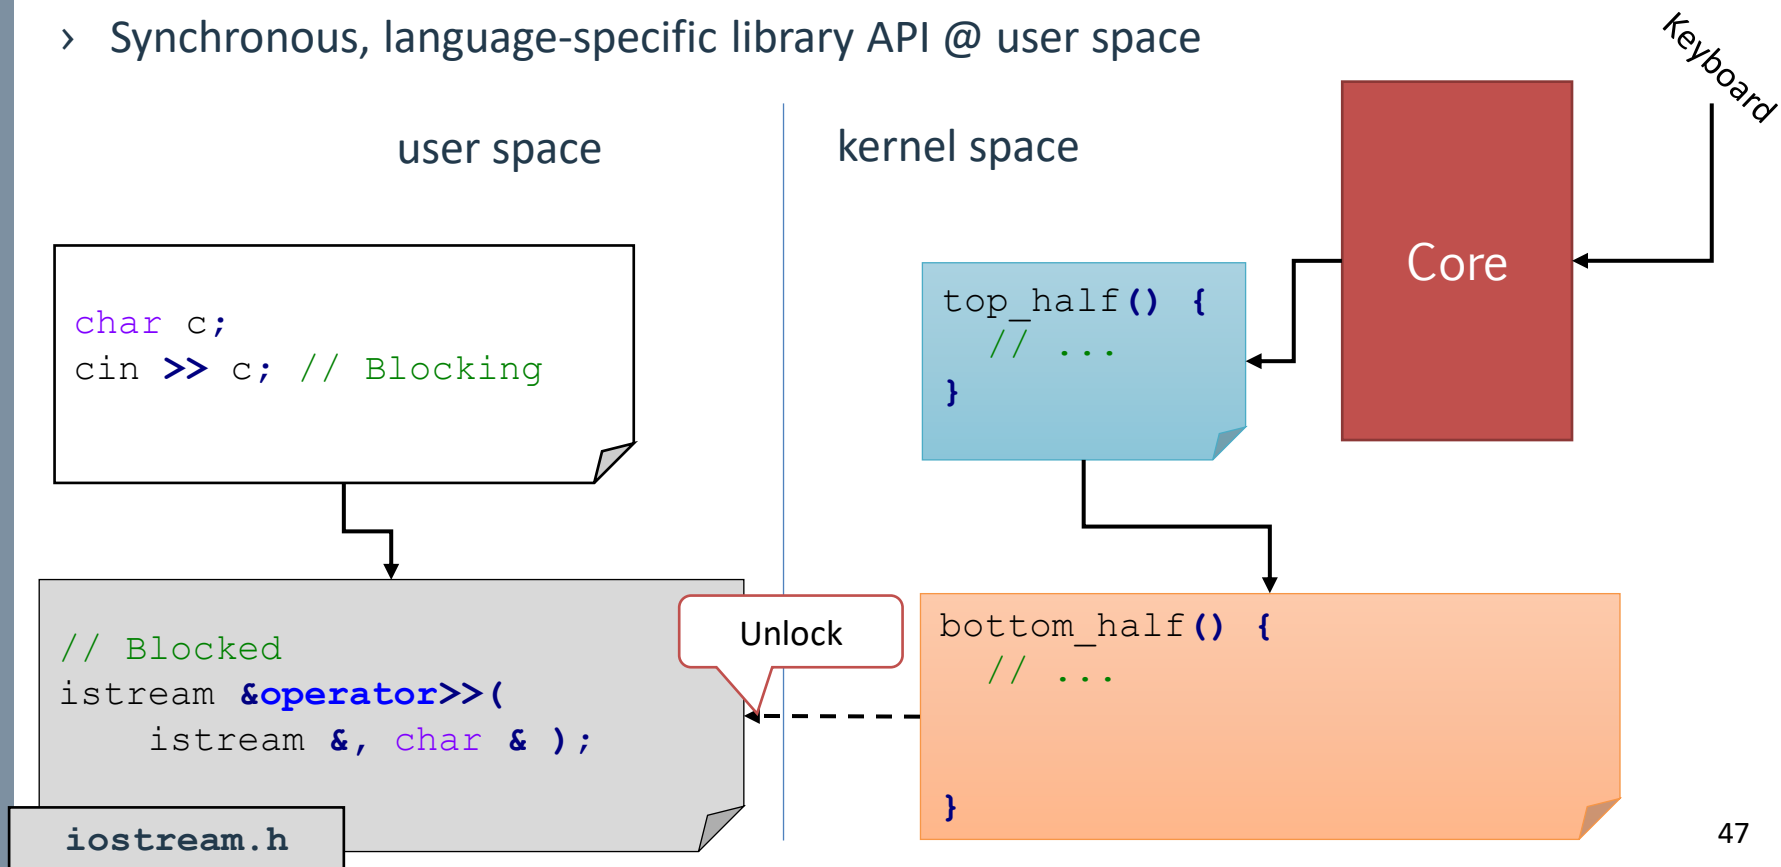 › Synchronous, language-specific library API @ user space
Keyboard
user space
kernel space
char c;
cin >> c; // Blocking
top_half() {
// ...
}
Core
// Blocked
istream &operator>>(
istream &, char & );
iostream.h
Unlock
bottom_half() {
// ...
}
47